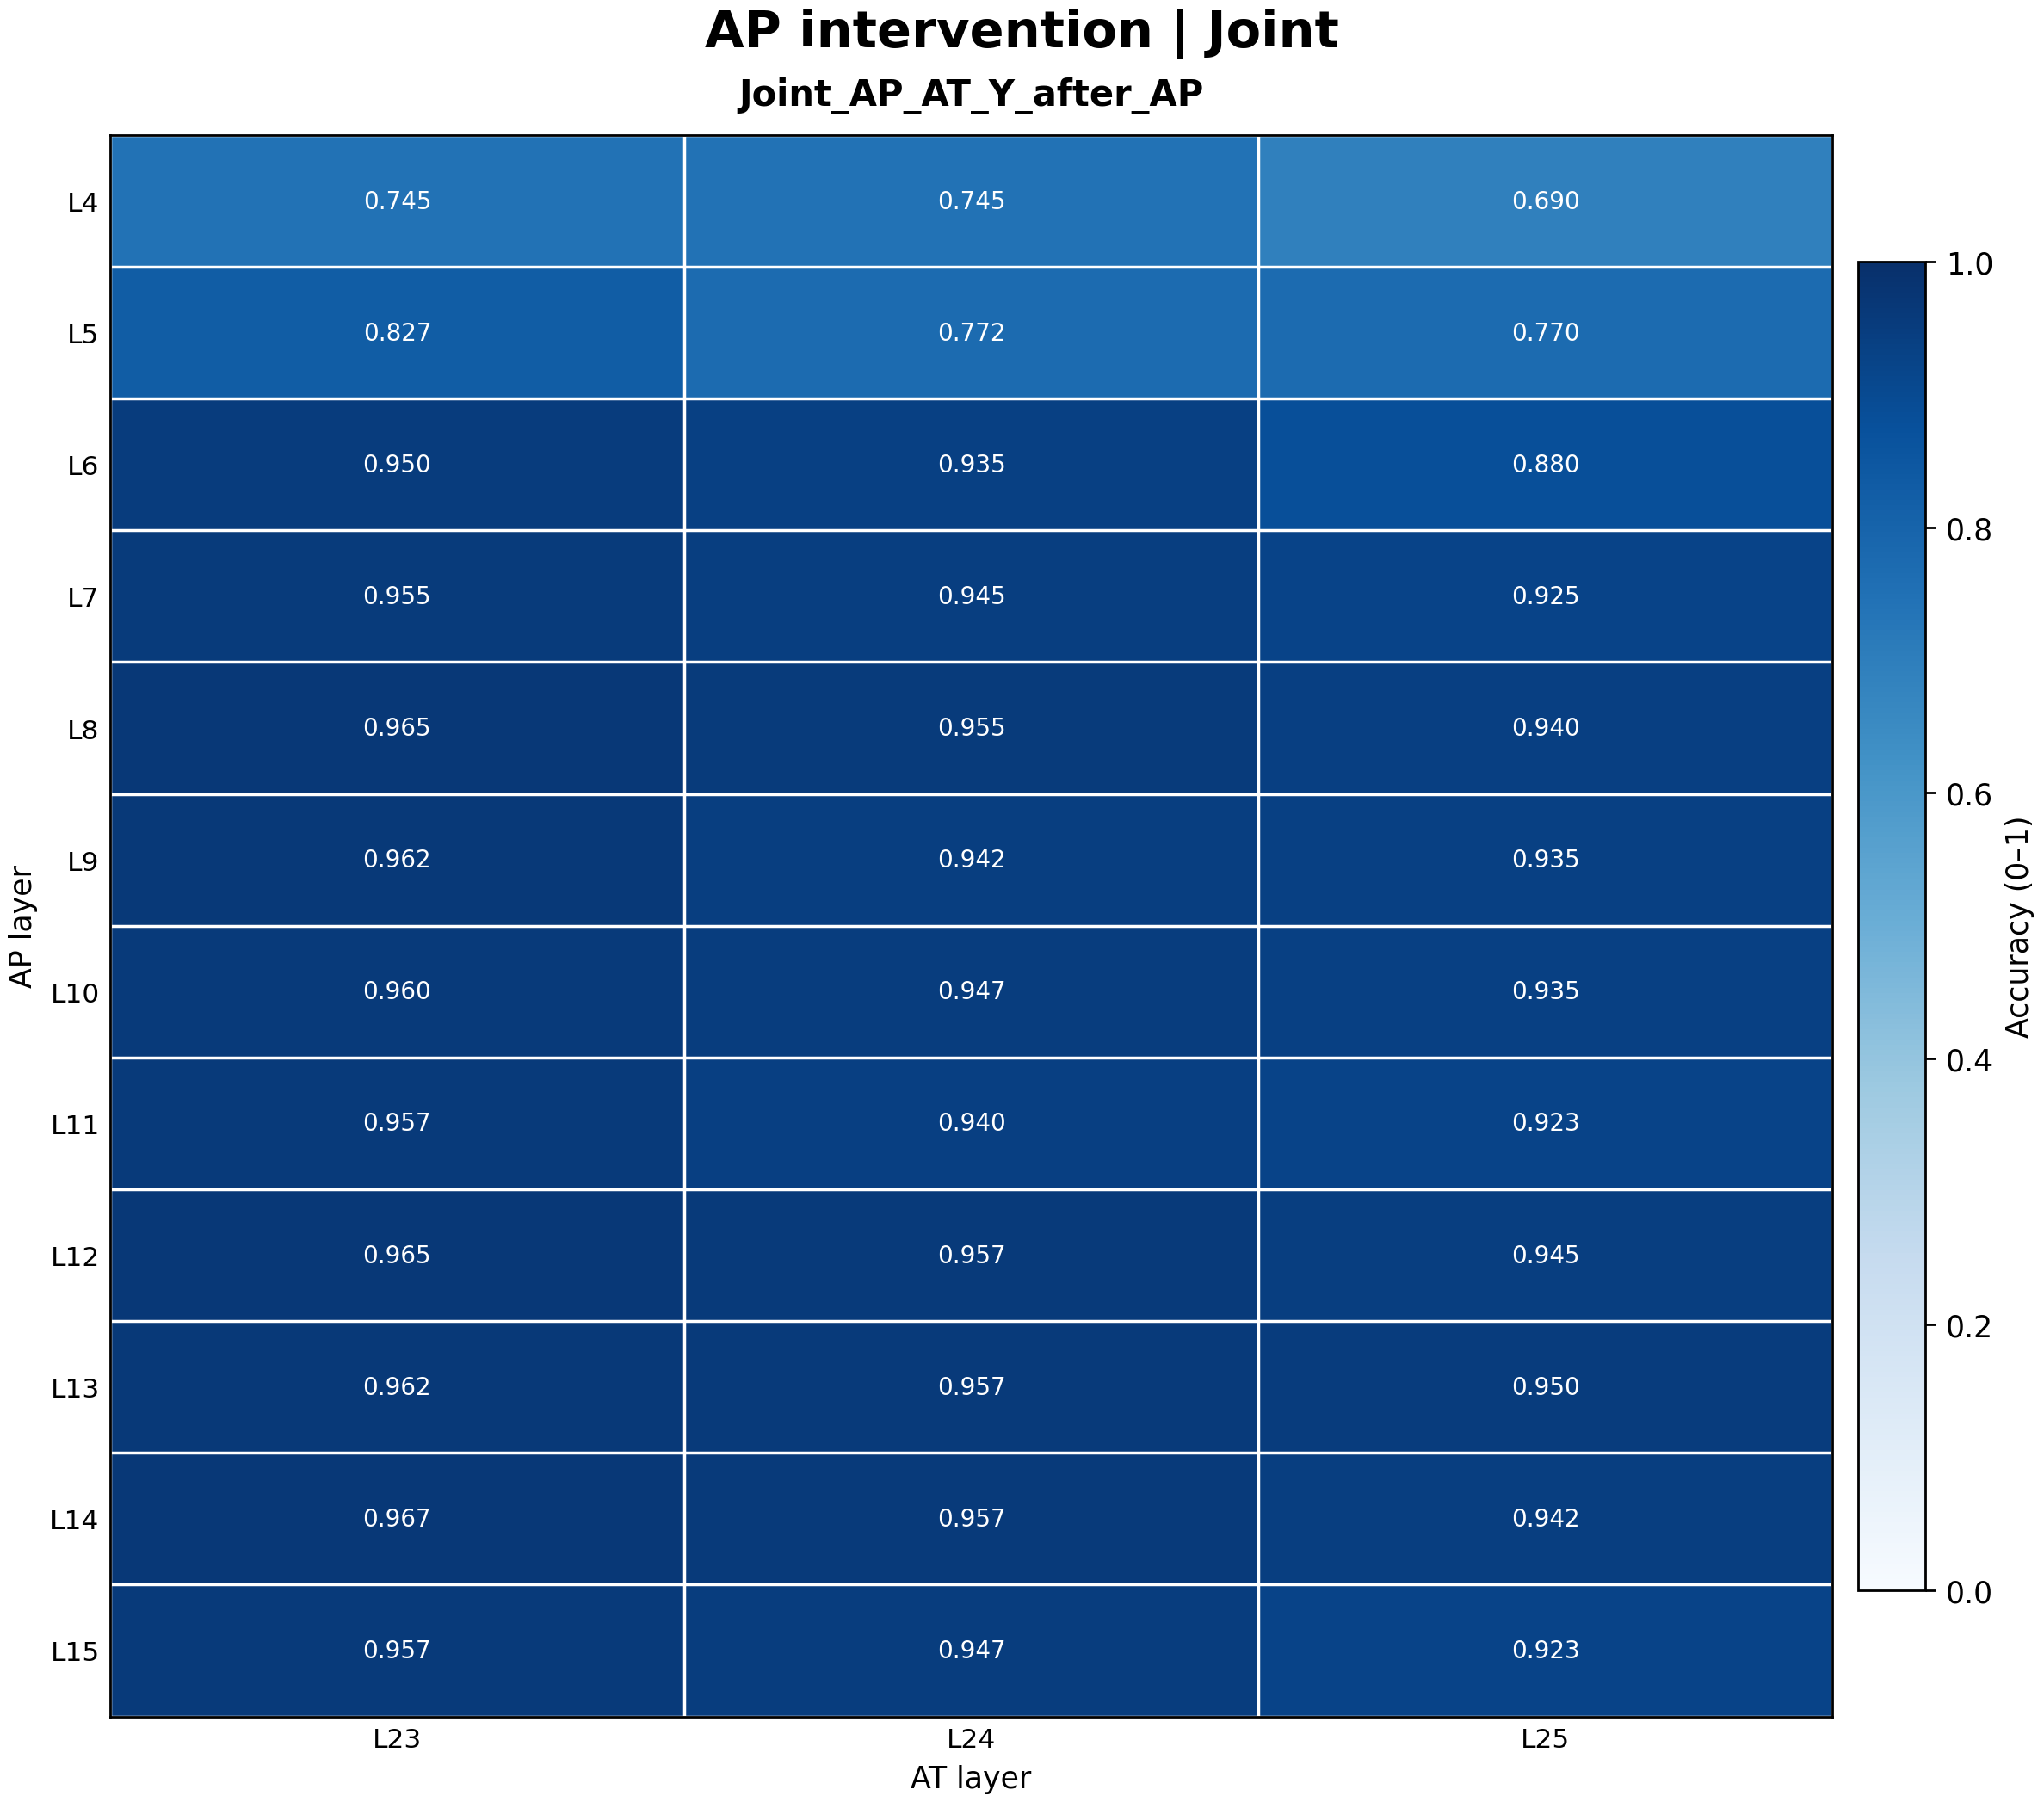 AP intervention | Joint
Joint_AP_AT_Y_after_AP
L4 0.745 0.745 0.690
L5 0.827 0.772 0.770
L6 0.950 0.935 0.880
L7 0.955 0.945 0.925
L8 0.965 0.955 0.940
L9 0.962 0.942 0.935
L10 0.960 0.947 0.935
L11 0.957 0.940 0.923
L12 0.965 0.957 0.945
L13 0.962 0.957 0.950
L14 0.967 0.957 0.942
L15 0.957 0.947 0.923
L23 L24 L25
AT layer
AP layer
1.0
0.8
0.6
0.4
0.2
0.0
Accuracy (0–1)